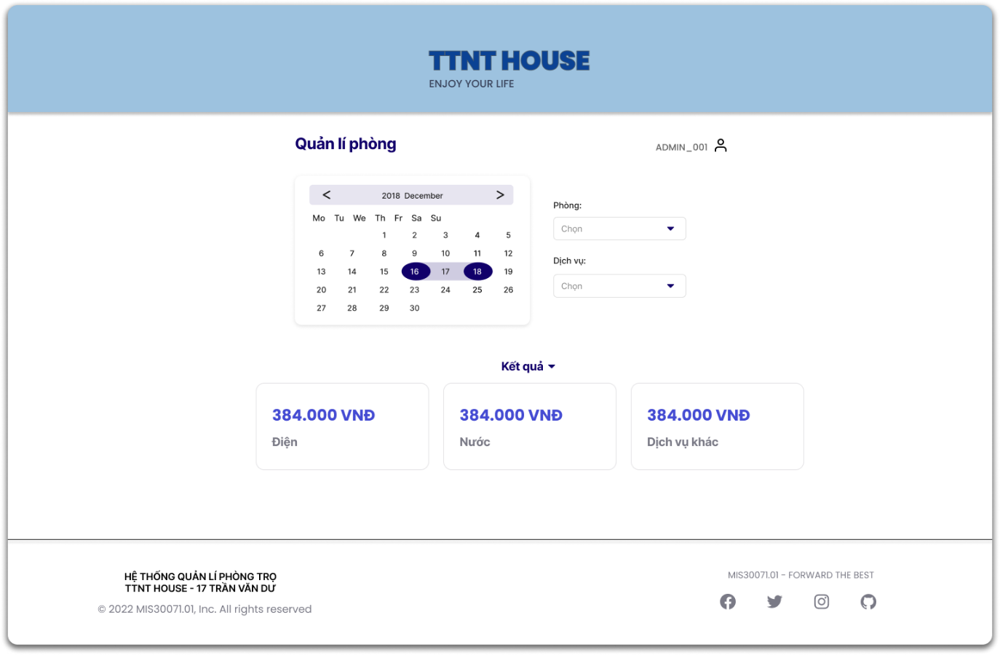 TTNT HOUSE
ENJOY YOUR LIFE
Quản lí phòng
ADMIN_001
< 2018 December >
Mo Tu We Th Fr Sa Su
1 2 3 4 5
6 7 8 9 10 11 12
13 14 15 16 17 18 19
20 21 22 23 24 25 26
27 28 29 30
Phòng:
Chọn
Dịch vụ:
Chọn
Kết quả
384.000 VNĐ
Điện
384.000 VNĐ
Nước
384.000 VNĐ
Dịch vụ khác
HỆ THỐNG QUẢN LÍ PHÒNG TRỌ
TTNT HOUSE - 17 TRẦN VĂN DƯ
© 2022 MIS30071.01, Inc. All rights reserved
MIS30071.01 – FORWARD THE BEST